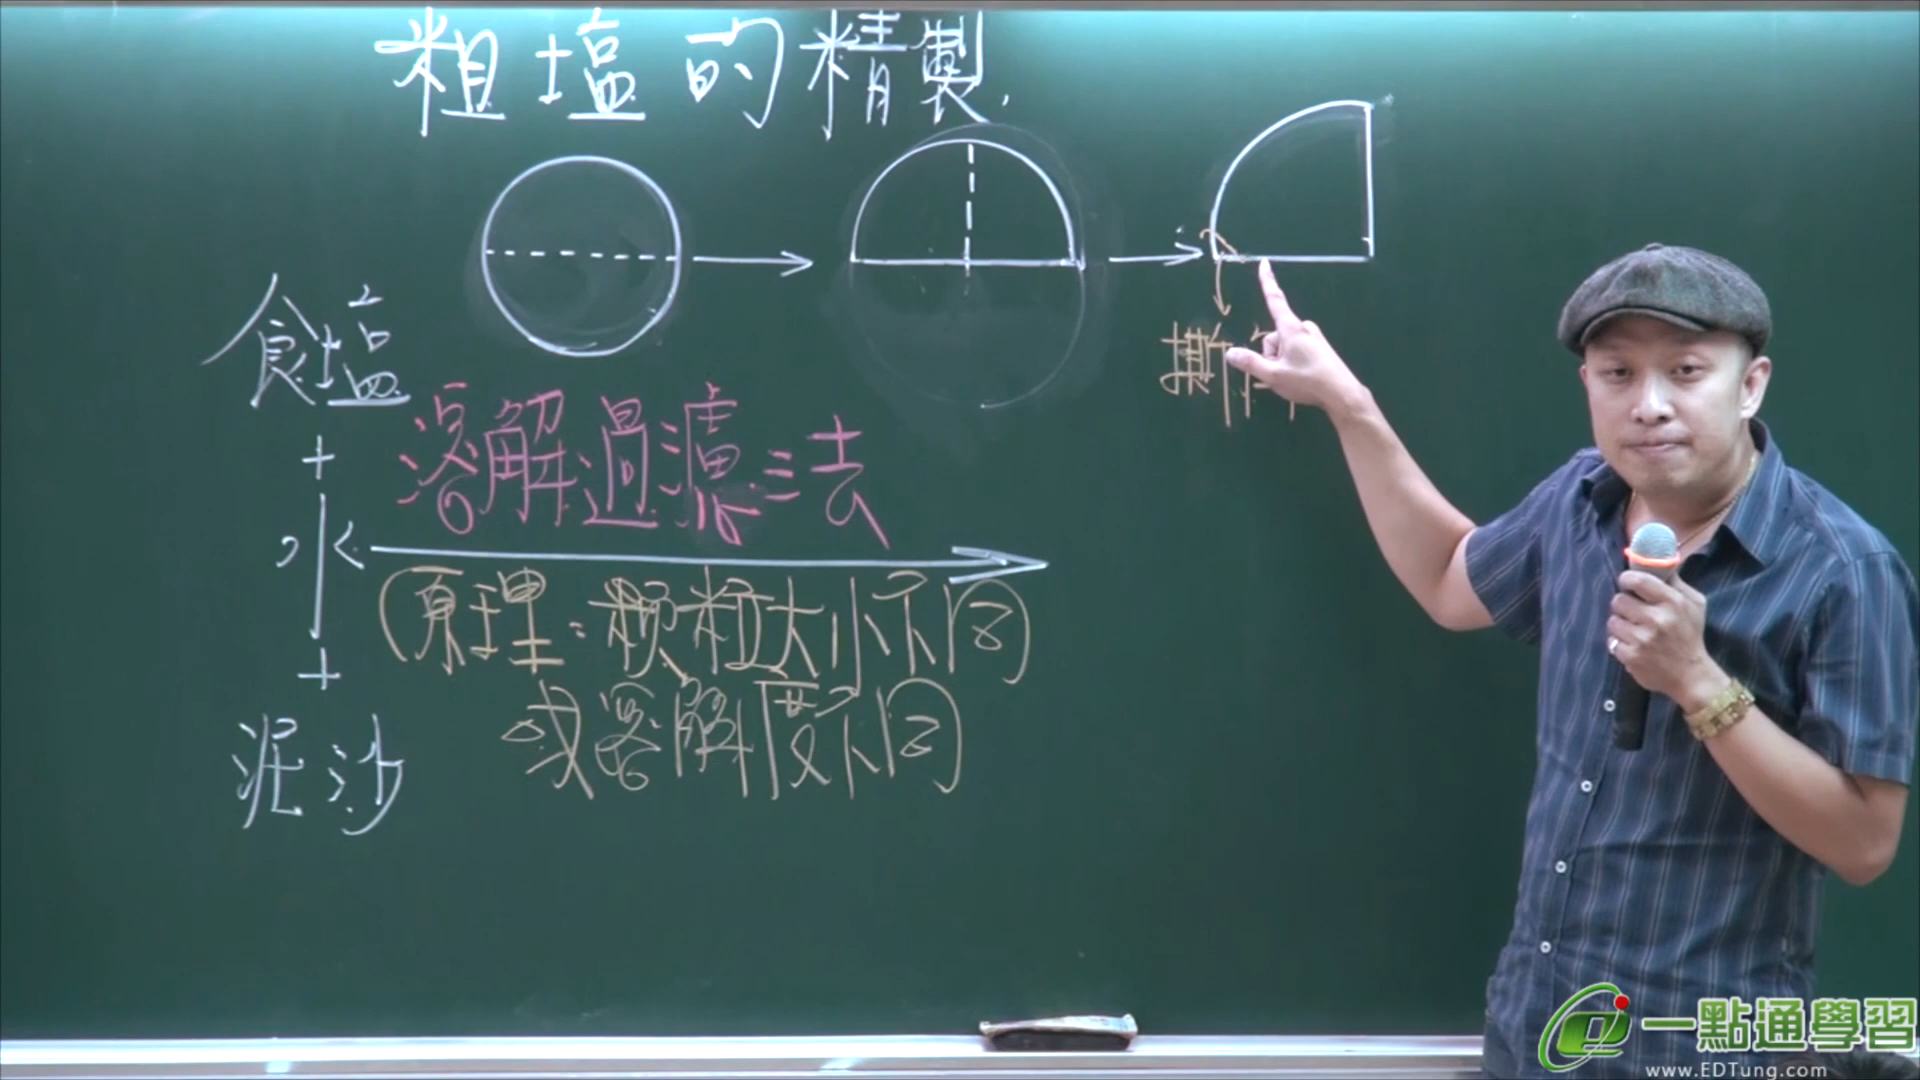 粗塩的精製
食塩
+
水
+
泥沙
溶解過濾法
(原理:顆粒大小不同)
或溶解度不同
撕
一點通學習
www.EDTung.com